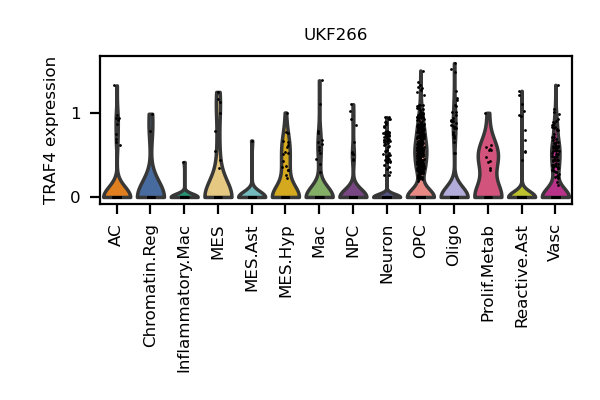 UKF266
TRAF4 expression
1
0
AC
Chromatin.Reg
Inflammatory.Mac
MES
MES.Ast
MES.Hyp
Mac
NPC
Neuron
OPC
Oligo
Prolif.Metab
Reactive.Ast
Vasc